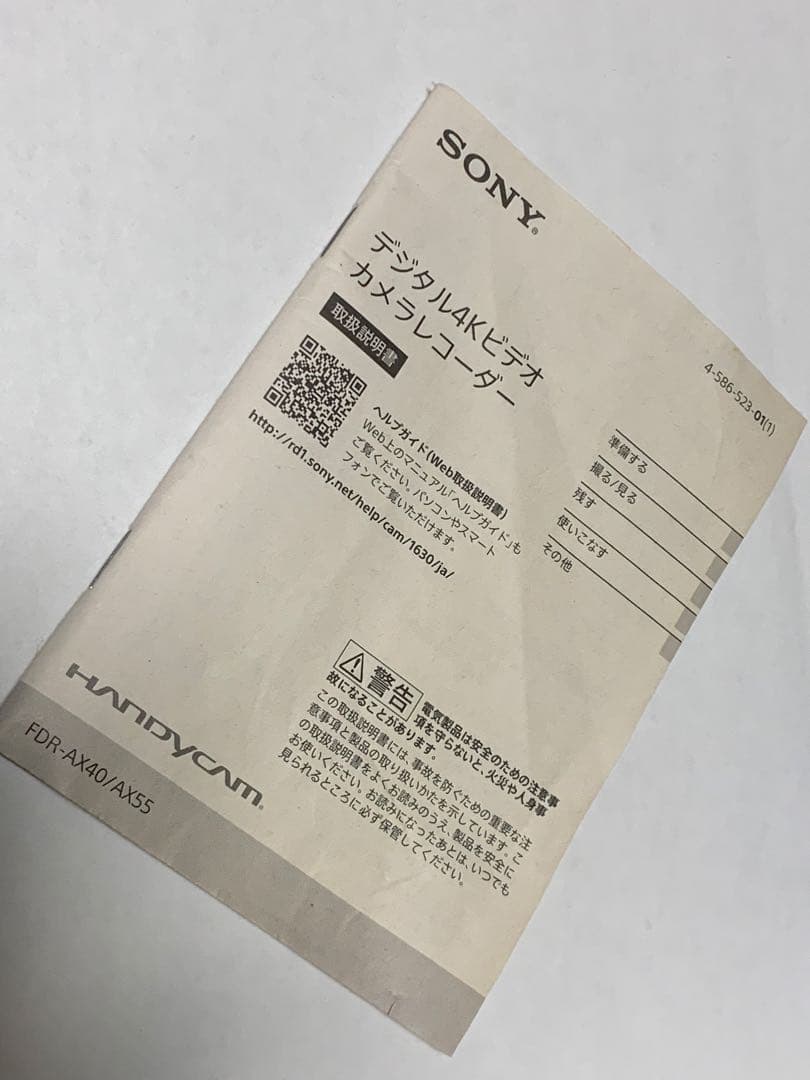 SONY®
4-586-523-01(1)
デジタル4Kビデオ
カメラレコーダー
取扱説明書
ヘルプガイド(Web取扱説明書)
Web上のマニュアル「ヘルプガイド」も
ご覧ください。パソコンやスマート
フォンでご覧いただけます。
http://rd1.sony.net/help/cam/1630/ja/
準備する
撮る/見る
残す
使いこなす
その他
警告
電気製品は安全のための注意事
項を守らないと、火災や人身事
故になることがあります。
この取扱説明書には、事故を防ぐための重要な注
意事項と製品の取り扱いかたを示しています。こ
の取扱説明書をよくお読みのうえ、製品を安全に
お使いください。お読みになったあとは、いつでも
見られるところに必ず保管してください。
HANDYCAM®
FDR-AX40/AX55